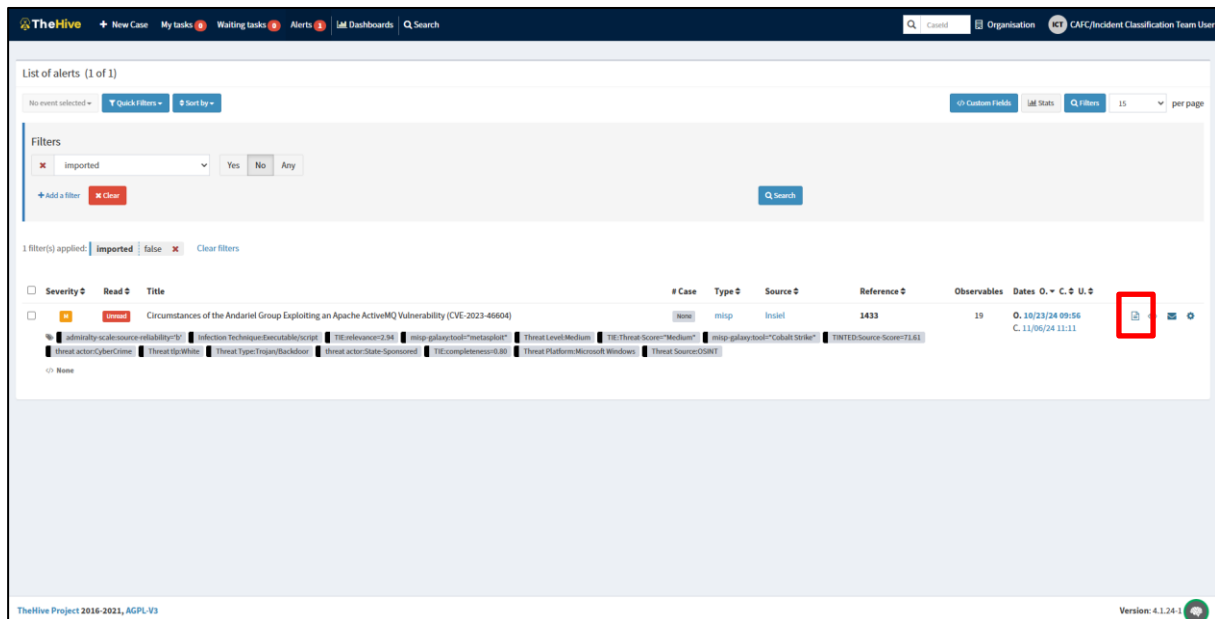 TheHive + New Case My tasks 0 Waiting tasks 0 Alerts 1 Dashboards Search CaseId Organisation ICT CAFC/Incident Classification Team User
List of alerts (1 of 1)
No event selected Quick Filters Sort by Custom Fields Stats Filters 15 per page
Filters
imported Yes No Any
+ Add a filter Clear Search
1 filter(s) applied: imported false Clear filters
Severity Read Title # Case Type Source Reference Observables Dates O. C. U.
M Unread Circumstances of the Andariel Group Exploiting an Apache ActiveMQ Vulnerability (CVE-2023-46604) None misp Insiel 1433 19 O. 10/23/24 09:56
C. 11/06/24 11:11
admiralty-scale:source-reliability="b" Infection Technique:Executable/script TIE:relevance=2.94 misp-galaxy:tool="metasploit" Threat Level:Medium TIE:Threat-Score="Medium" misp-galaxy:tool="Cobalt Strike" TINTED:Source-Score=71.61
threat actor:CyberCrime Threat tlp:White Threat Type:Trojan/Backdoor threat actor:State-Sponsored TIE:completeness=0.80 Threat Platform:Microsoft Windows Threat Source:OSINT
</> None
TheHive Project 2016-2021, AGPL-V3 Version: 4.1.24-1